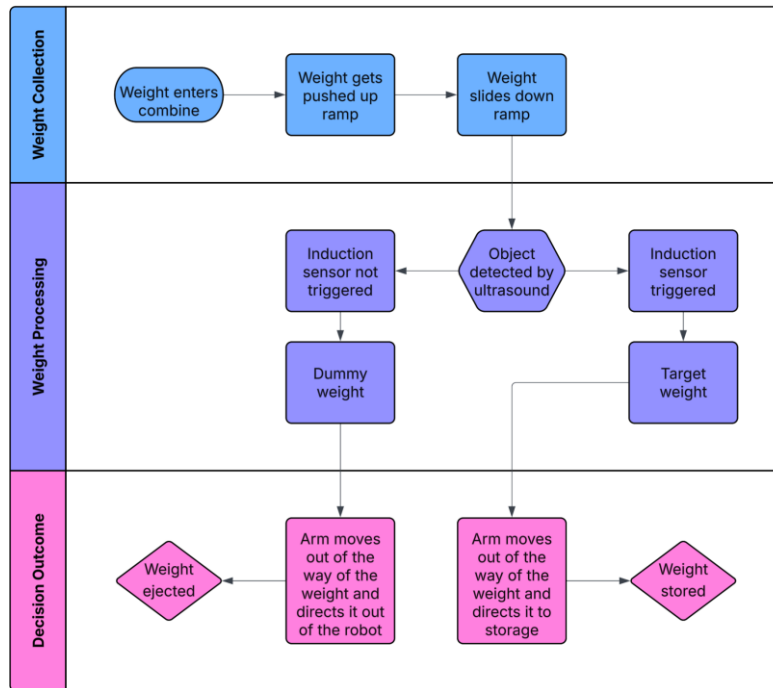 Weight Collection
Weight enters
combine
Weight gets
pushed up
ramp
Weight
slides down
ramp
Weight Processing
Induction
sensor not
triggered
Object
detected by
ultrasound
Induction
sensor
triggered
Dummy
weight
Target
weight
Decision Outcome
Weight
ejected
Arm moves
out of the
way of the
weight and
directs it out
of the robot
Arm moves
out of the
way of the
weight and
directs it to
storage
Weight
stored